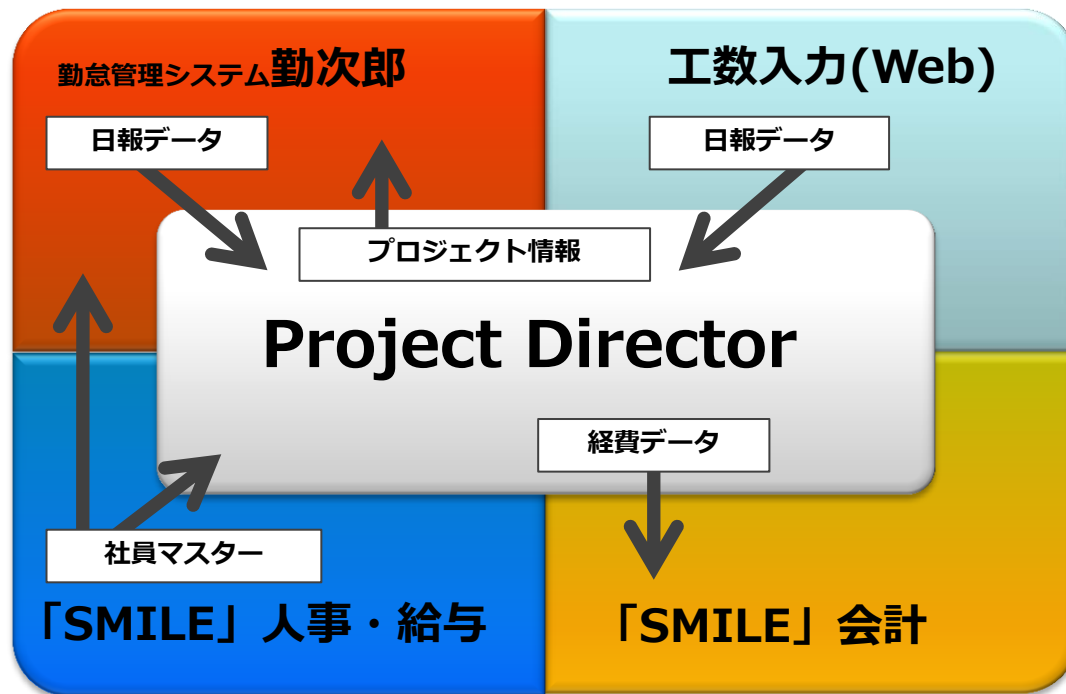 勤怠管理システム勤次郎
工数入力(Web)
日報データ
日報データ
プロジェクト情報
Project Director
経費データ
社員マスター
「SMILE」人事・給与
「SMILE」会計